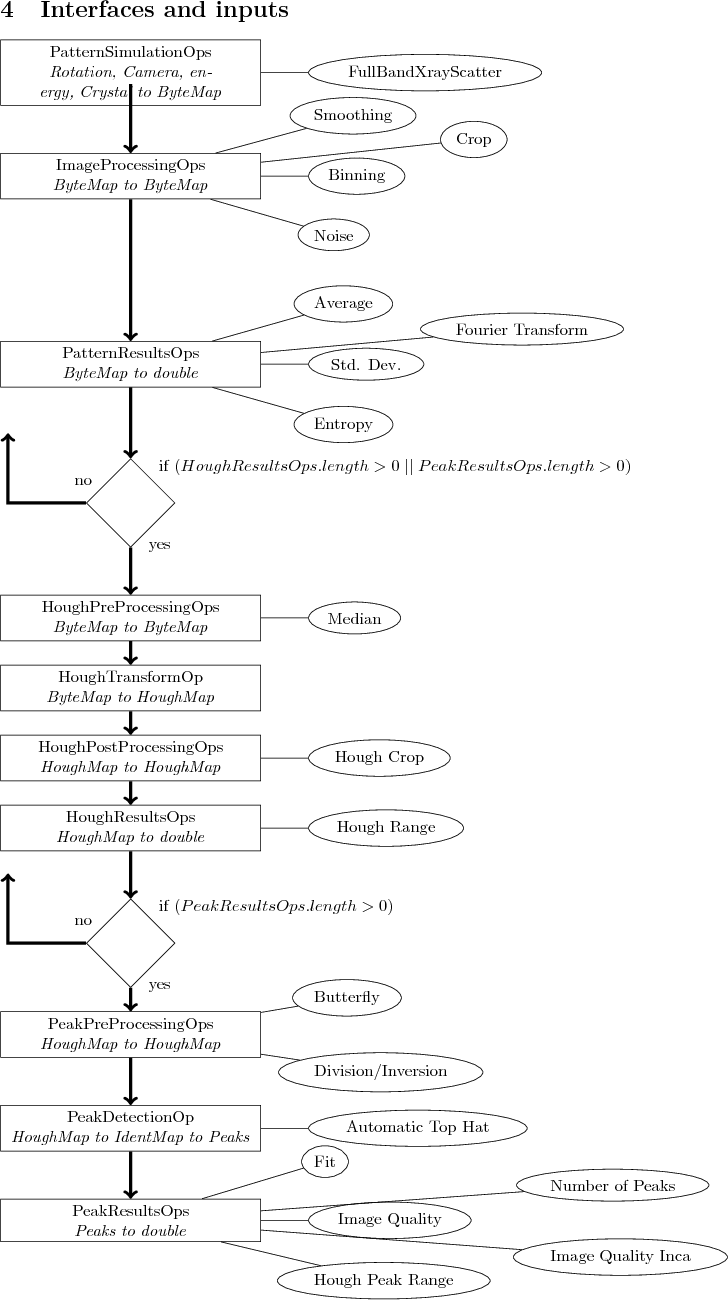 4 Interfaces and inputs
PatternSimulationOps
Rotation, Camera, en-
ergy, Crystal to ByteMap
FullBandXrayScatter
Smoothing
Crop
ImageProcessingOps
ByteMap to ByteMap
Binning
Noise
Average
Fourier Transform
PatternResultsOps
ByteMap to double
Std. Dev.
Entropy
if (HoughResultsOps.length > 0 || PeakResultsOps.length > 0)
no
yes
HoughPreProcessingOps
ByteMap to ByteMap
Median
HoughTransformOp
ByteMap to HoughMap
HoughPostProcessingOps
HoughMap to HoughMap
Hough Crop
HoughResultsOps
HoughMap to double
Hough Range
if (PeakResultsOps.length > 0)
no
yes
Butterfly
PeakPreProcessingOps
HoughMap to HoughMap
Division/Inversion
PeakDetectionOp
HoughMap to IdentMap to Peaks
Automatic Top Hat
Fit
Number of Peaks
PeakResultsOps
Peaks to double
Image Quality
Image Quality Inca
Hough Peak Range